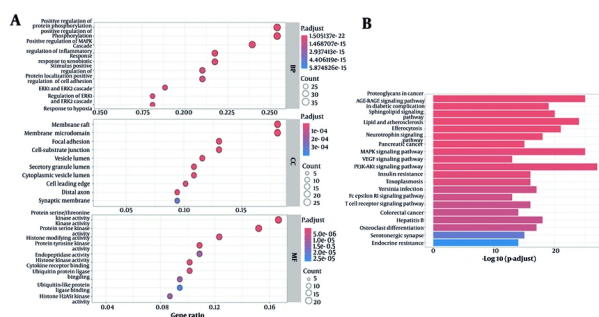 A
Positive regulation of
protein phosphorylation
positive regulation of
Phosphorylation
Positive regulation of MAPK
Cascade
regulation of inflammatory
Response
response to xenobiotic
Stimulus positive
regulation of
Protein localisation positive
regulation of cell adhesion
ERKI and ERK2 cascade
Regulation of ERKI
and ERK2 cascade
Response to hypoxia
0.150
0.175
0.200
0.225
0.250
BP
P.adjust
1.505137e-22
1.468707e-15
2.937413e-15
4.406119e-15
5.874826e-15
Count
25
30
35
Membrane raft
Membrane microdomain
Focal adhesion
Cell-substrate junction
Vesicle lumen
Secretory granule lumen
Cytoplasmic vesicle lumen
Cell leading edge
Distal axon
Synaptic membrane
0.05
0.10
0.15
CC
P.adjust
1e-04
2e-04
3e-04
Count
5
10
15
20
25
Protein serine/threonine
kinase activity
Kinase activity
Protein serine kinase
activity
Histone modifying activity
Protein tyrosine kinase
activity
Endopeptidase activity
Histone kinase activity
Cytokine receptor binding
Ubiquitin protein ligase
binding
Ubiquitin-like protein
ligase binding
Histone H2AStt kinase
activity
0.04
0.08
0.12
0.16
Gene ratio
MF
P.adjust
5.0e-06
1.0e-05
2.5e-05
Count
5
10
15
20
B
Proteoglycans in cancer
AGE-RAGE signaling pathway
in diabetic complication
Sphingolipid signaling
pathway
Lipid and atherosclerosis
Efferocytosis
Neurotrophin signaling
pathway
Pancreatic cancer
MAPK signaling pathway
VEGF signaling pathway
PI3K-Akt signaling pathway
Insulin resistance
Toxoplasmosis
Yersinia infection
Fc epsilon RI signaling
pathway
T cell receptor signaling
pathway
Colorectal cancer
Hepatitis B
Osteoclast differentiation
Serotonergic synapse
Endocrine resistance
0
10
20
-Log 10 (p-adjust)